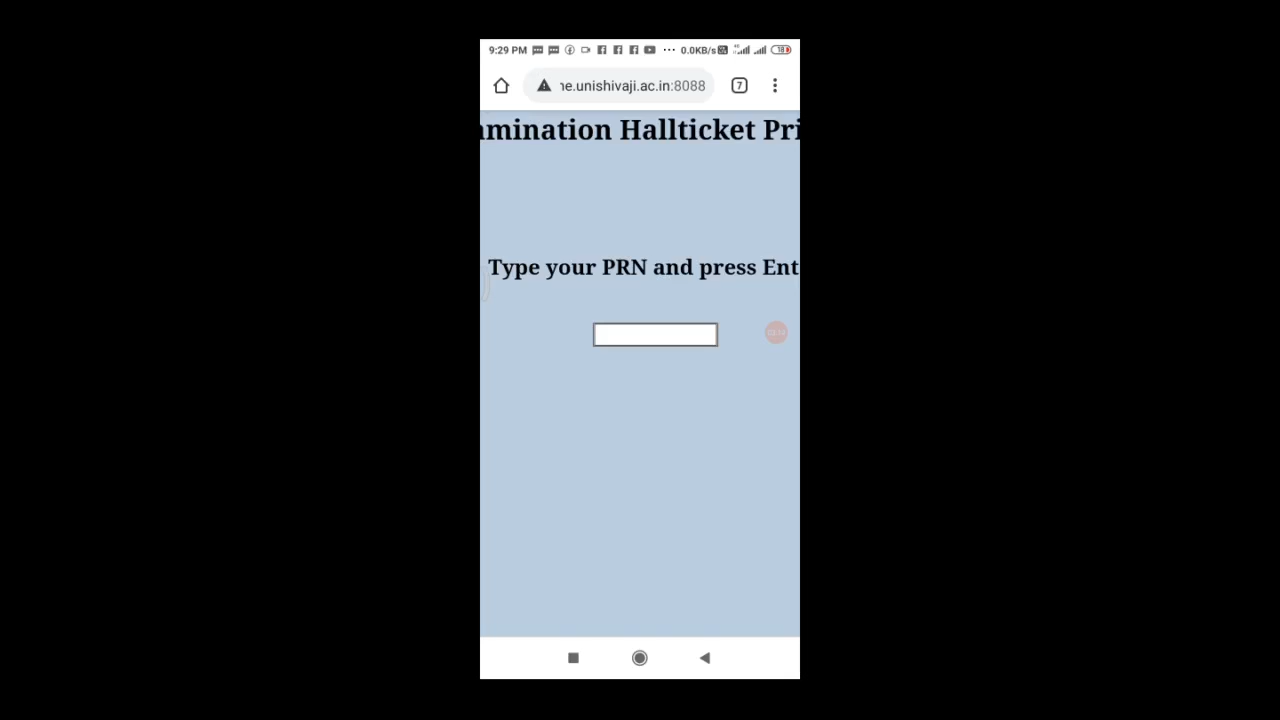 9:29 PM
0.0KB/s
18
ne.unishivaji.ac.in:8088
7
amination Hallticket Pri
Type your PRN and press Ent